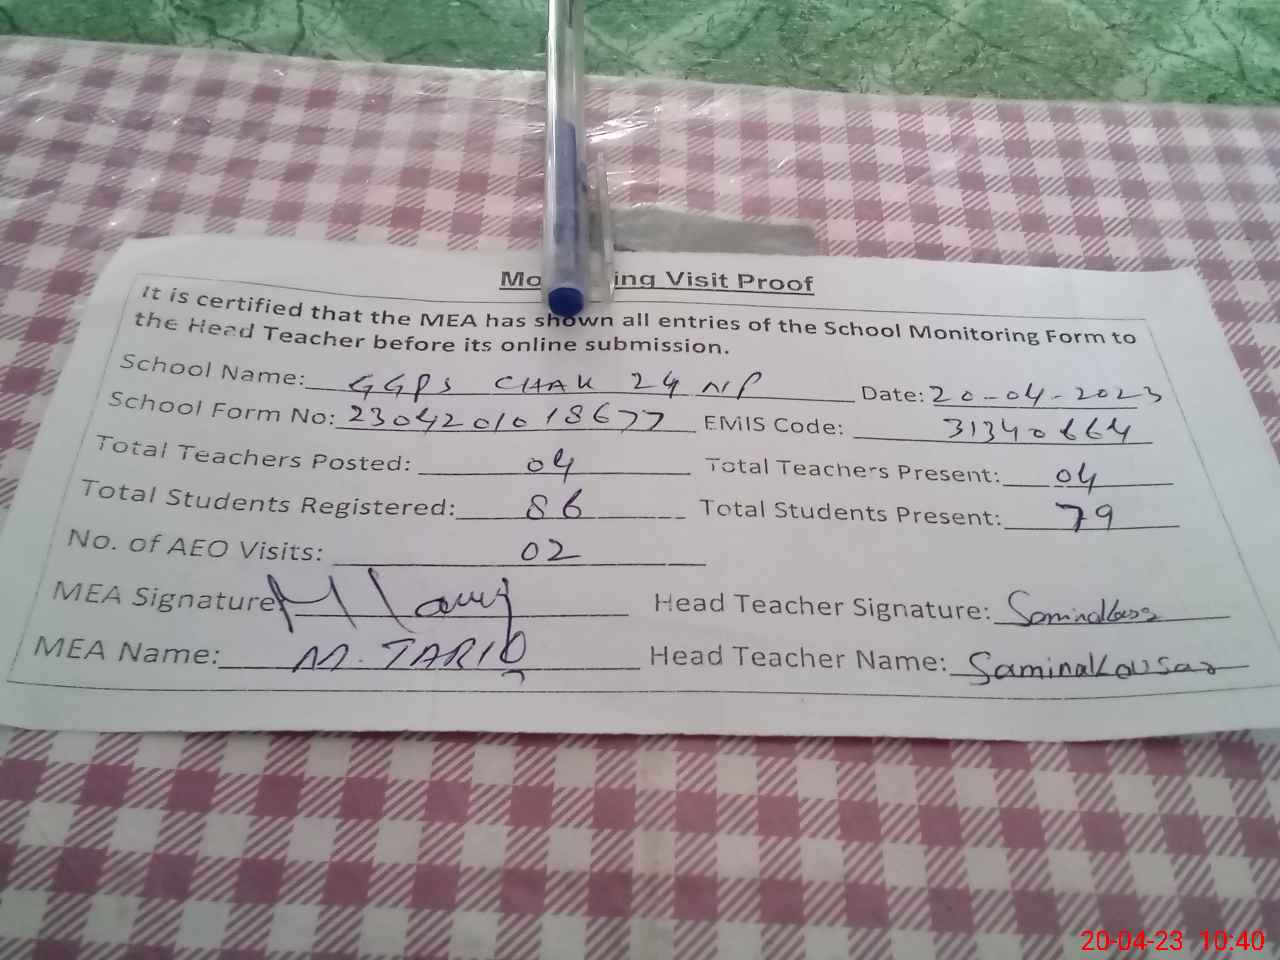 Mo ing Visit Proof
It is certified that the MEA has shown all entries of the School Monitoring Form to
the Head Teacher before its online submission.
School Name: GGPS CHAK 24 NP Date: 20-04-2023
School Form No: 2304201018677 EMIS Code: 31340664
Total Teachers Posted: 04 Total Teachers Present: 04
Total Students Registered: 86 Total Students Present: 79
No. of AEO Visits: 02
MEA Signature: Head Teacher Signature:
MEA Name: M. TARIQ Head Teacher Name: Saminakousar
20-04-23 10:40